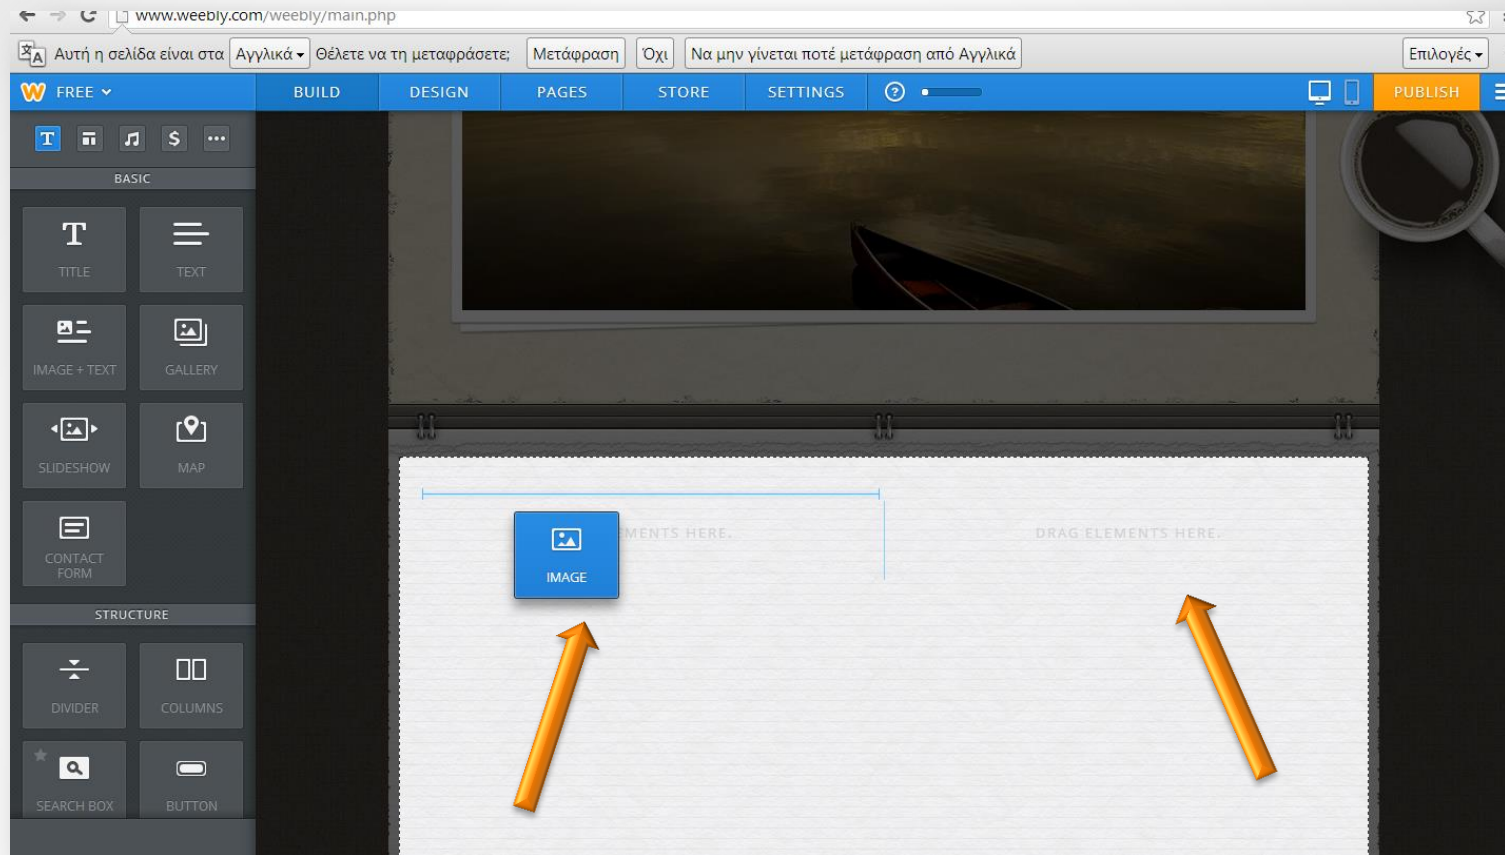 www.weebly.com/weebly/main.php
Αυτή η σελίδα είναι στα Αγγλικά Θέλετε να τη μεταφράσετε; Μετάφραση Όχι Να μην γίνεται ποτέ μετάφραση από Αγγλικά Επιλογές
FREE BUILD DESIGN PAGES STORE SETTINGS ? PUBLISH
T $
BASIC
T
TITLE TEXT
IMAGE + TEXT GALLERY
SLIDESHOW MAP
CONTACT
FORM
STRUCTURE
DIVIDER COLUMNS
SEARCH BOX BUTTON
HERE.
IMAGE
DRAG ELEMENTS HERE.